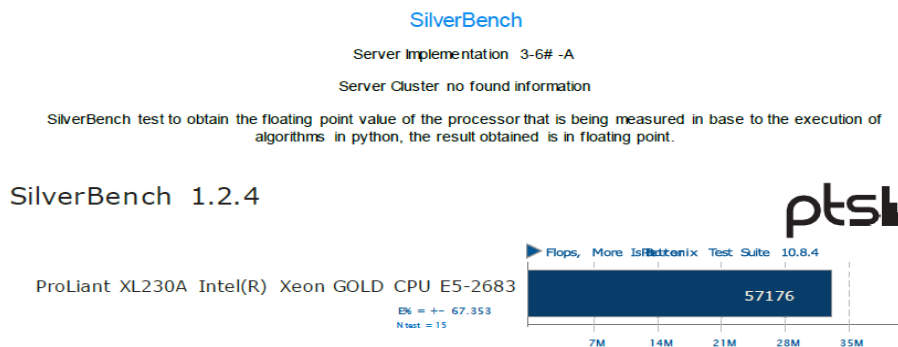 SilverBench
Server Implementation 3-6# -A
Server Cluster no found information
SilverBench test to obtain the floating point value of the processor that is being measured in base to the execution of
algorithms in python, the result obtained is in floating point.
SilverBench 1.2.4
pts
Flops, More Is Phoronix Test Suite 10.8.4
ProLiant XL230A Intel(R) Xeon GOLD CPU E5-2683
57176
E% = +- 67.353
N test = 15
7M 14M 21M 28M 35M